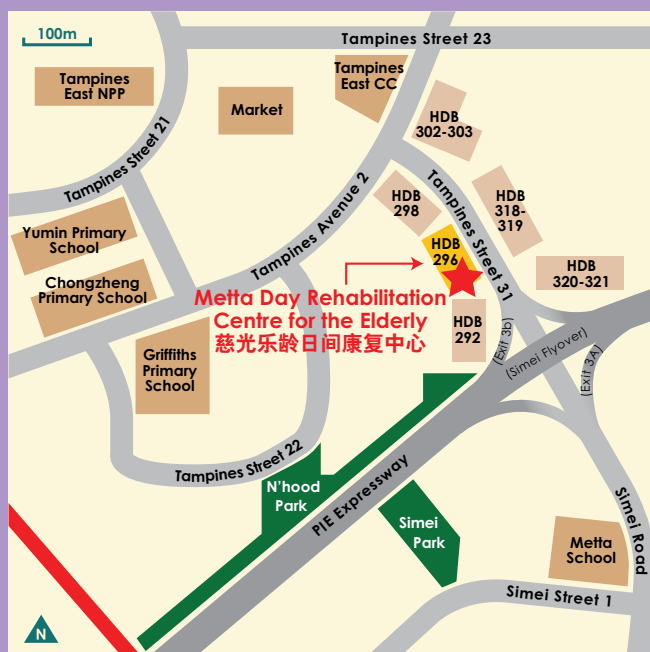 100m
Tampines Street 23
Tampines
East NPP
Market
Tampines
East CC
HDB
302-303
Tampines Street 21
Tampines Avenue 2
Tampines Street 31
HDB
298
HDB
318-
319
Yumin Primary
School
HDB
296
Chongzheng
Primary School
HDB
320-321
Metta Day Rehabilitation
Centre for the Elderly
慈光乐龄日间康复中心
HDB
292
(Exit 3b)
(Simei Flyover)
(Exit 3A)
Griffiths
Primary
School
Tampines Street 22
N'hood
Park
PIE Expressway
Simei
Park
Simei Road
Metta
School
Simei Street 1
N